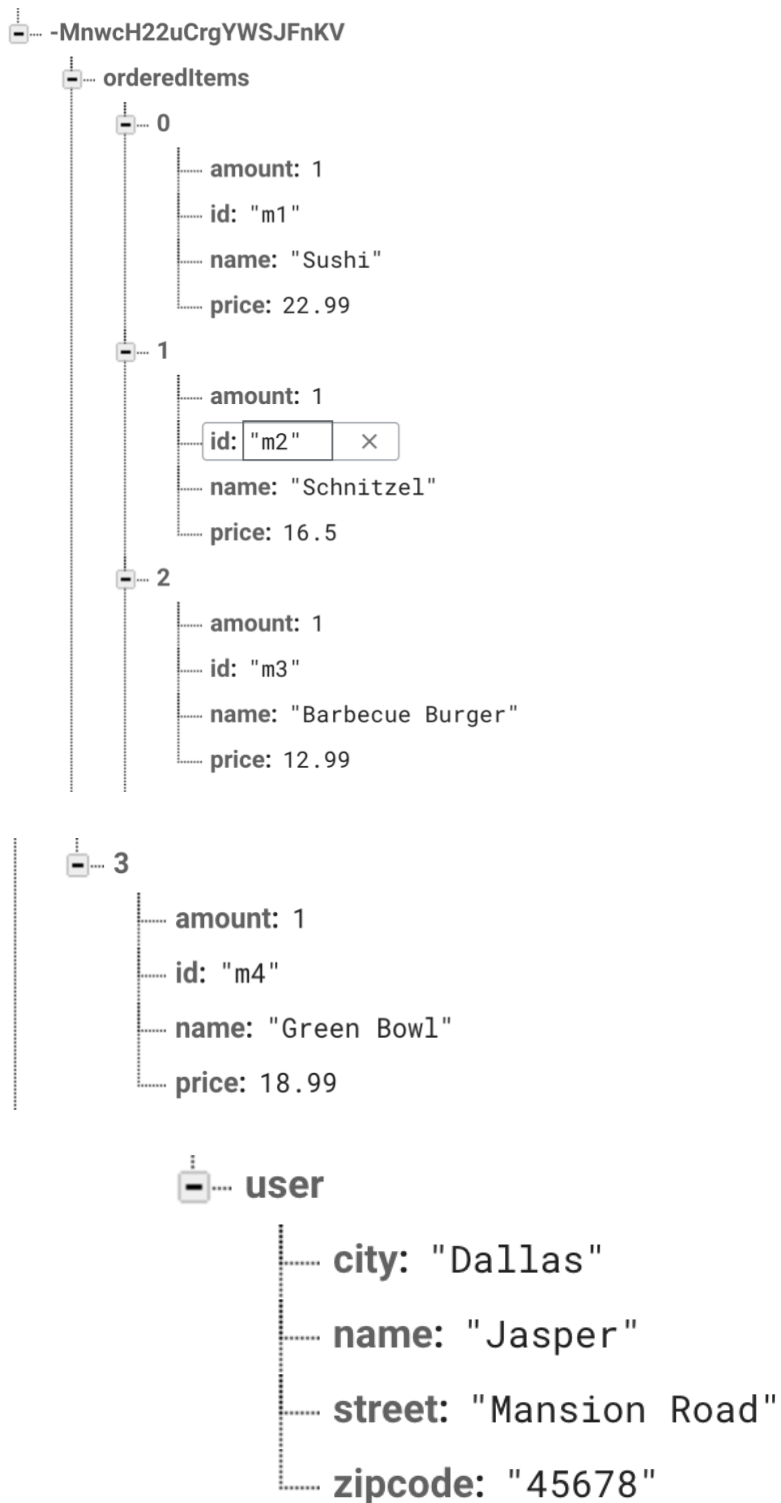 -MnwcH22uCrgYWSJFnKV
orderedItems
0
amount: 1
id: "m1"
name: "Sushi"
price: 22.99
1
amount: 1
id: "m2" ×
name: "Schnitzel"
price: 16.5
2
amount: 1
id: "m3"
name: "Barbecue Burger"
price: 12.99
3
amount: 1
id: "m4"
name: "Green Bowl"
price: 18.99
user
city: "Dallas"
name: "Jasper"
street: "Mansion Road"
zipcode: "45678"